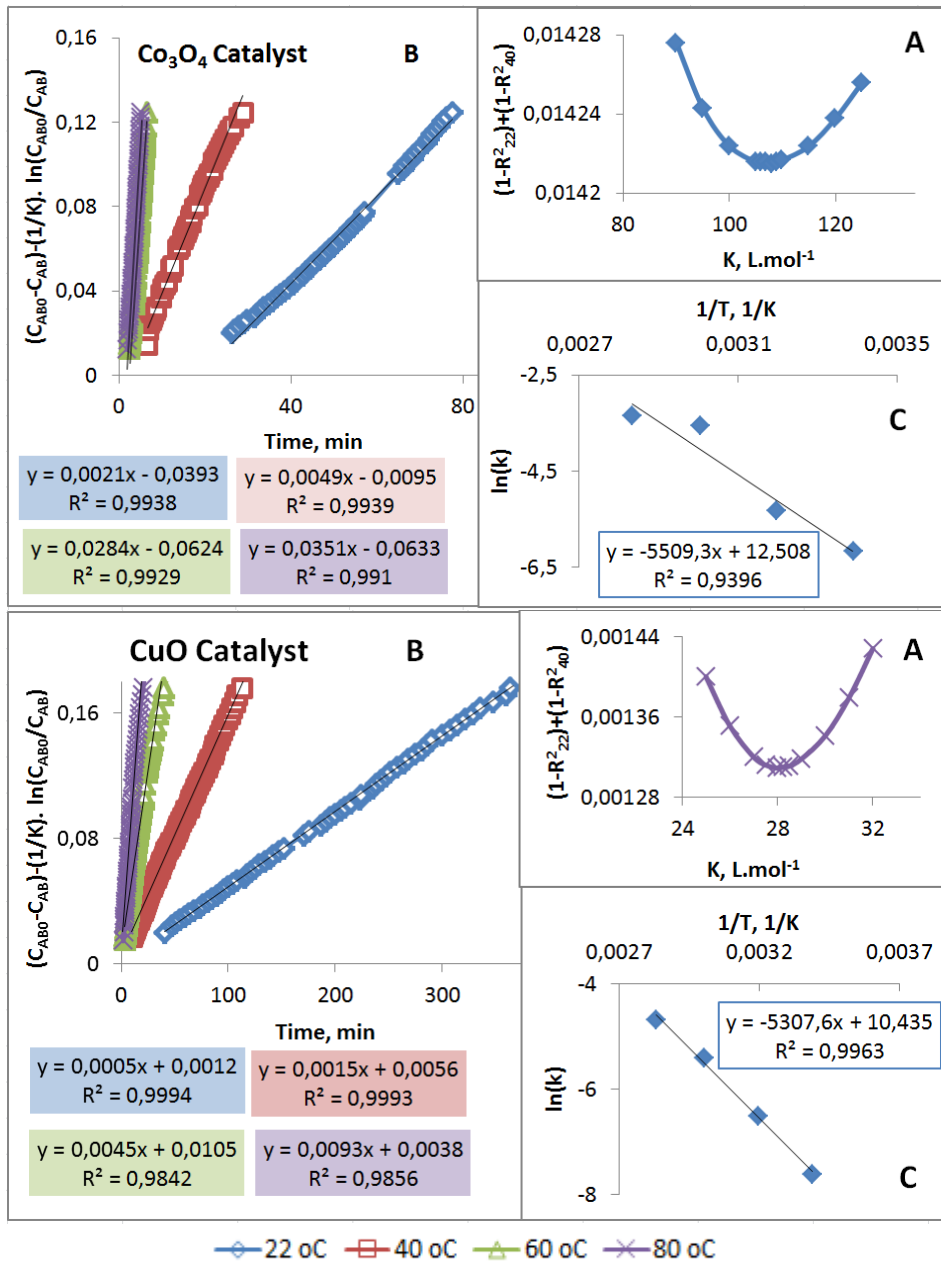 Co₃O₄ Catalyst
B
(C_AB0-C_AB)-(1/K). ln(C_AB0/C_AB)
0,16
0,12
0,08
0,04
0
0 40 80
Time, min
y = 0,0021x - 0,0393
R² = 0,9938
y = 0,0049x - 0,0095
R² = 0,9939
y = 0,0284x - 0,0624
R² = 0,9929
y = 0,0351x - 0,0633
R² = 0,991
A
(1-R²₂₂)+(1-R²₄₀)
0,01428
0,01424
0,0142
80 100 120
K, L.mol⁻¹
1/T, 1/K
0,0027 0,0031 0,0035
C
ln(k)
-2,5
-4,5
-6,5
y = -5509,3x + 12,508
R² = 0,9396
CuO Catalyst
B
(C_AB0-C_AB)-(1/K). ln(C_AB0/C_AB)
0,16
0,08
0
0 100 200 300
Time, min
y = 0,0005x + 0,0012
R² = 0,9994
y = 0,0015x + 0,0056
R² = 0,9993
y = 0,0045x + 0,0105
R² = 0,9842
y = 0,0093x + 0,0038
R² = 0,9856
A
(1-R²₂₂)+(1-R²₄₀)
0,00144
0,00136
0,00128
24 28 32
K, L.mol⁻¹
1/T, 1/K
0,0027 0,0032 0,0037
ln(k)
-4
-6
-8
y = -5307,6x + 10,435
R² = 0,9963
C
22 oC 40 oC 60 oC 80 oC